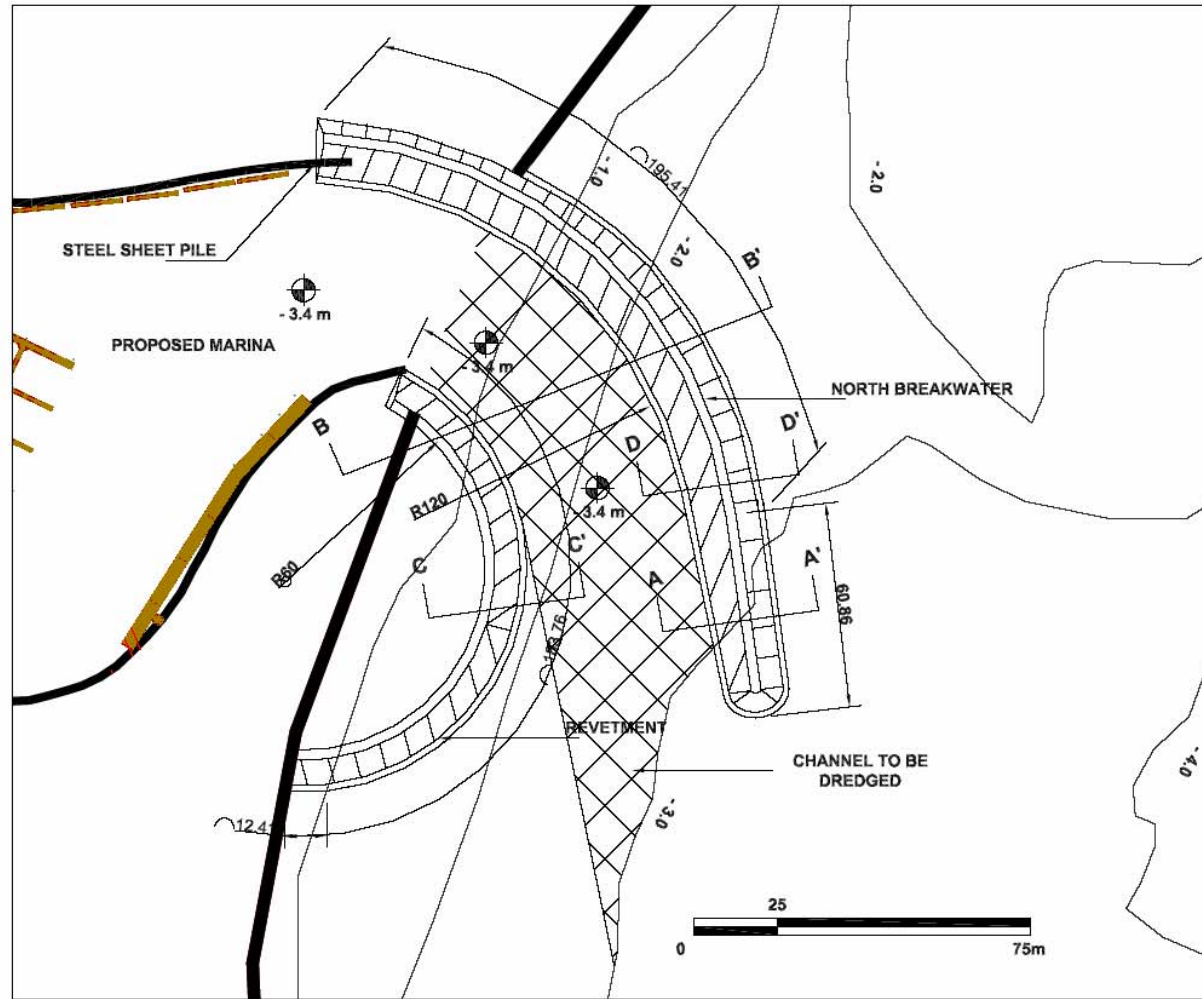 195.41
- 1.0
- 2.0
- 2.0
STEEL SHEET PILE
B'
- 3.4 m
PROPOSED MARINA
- 3.4 m
NORTH BREAKWATER
B
D
D'
R120
- 3.4 m
R60
C
C'
A
A'
60.86
REVETMENT
CHANNEL TO BE
DREDGED
- 4.0
- 3.0
12.41
25
0
75m